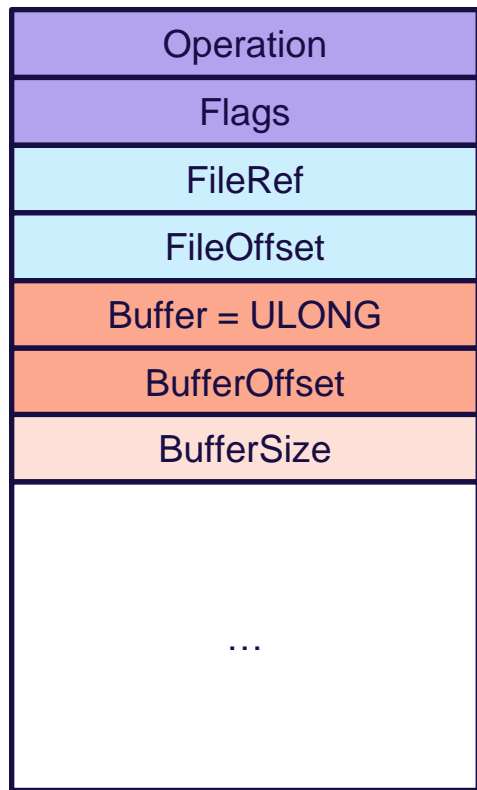 Operation
Flags
FileRef
FileOffset
Buffer = ULONG
BufferOffset
BufferSize
…